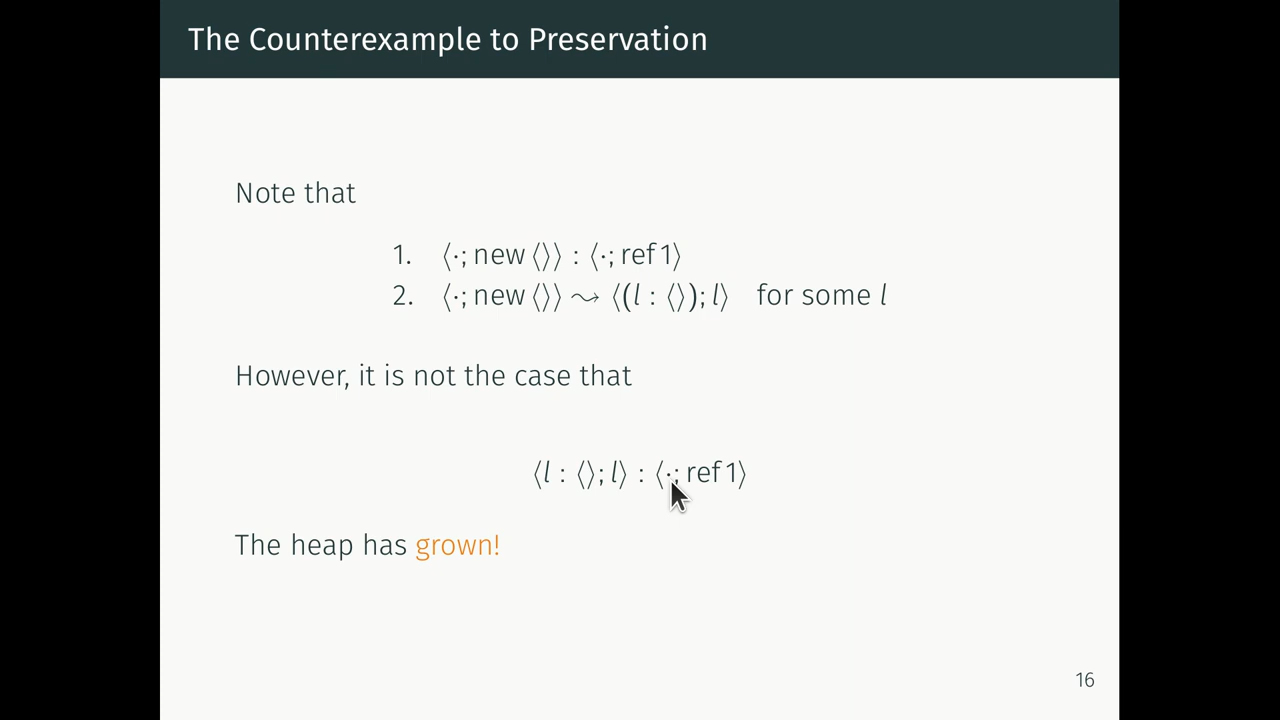 The Counterexample to Preservation
Note that
1. ⟨·; new ⟨⟩⟩ : ⟨·; ref 1⟩
2. ⟨·; new ⟨⟩⟩ ⇝ ⟨(l : ⟨⟩); l⟩ for some l
However, it is not the case that
⟨l : ⟨⟩; l⟩ : ⟨·; ref 1⟩
The heap has grown!
16